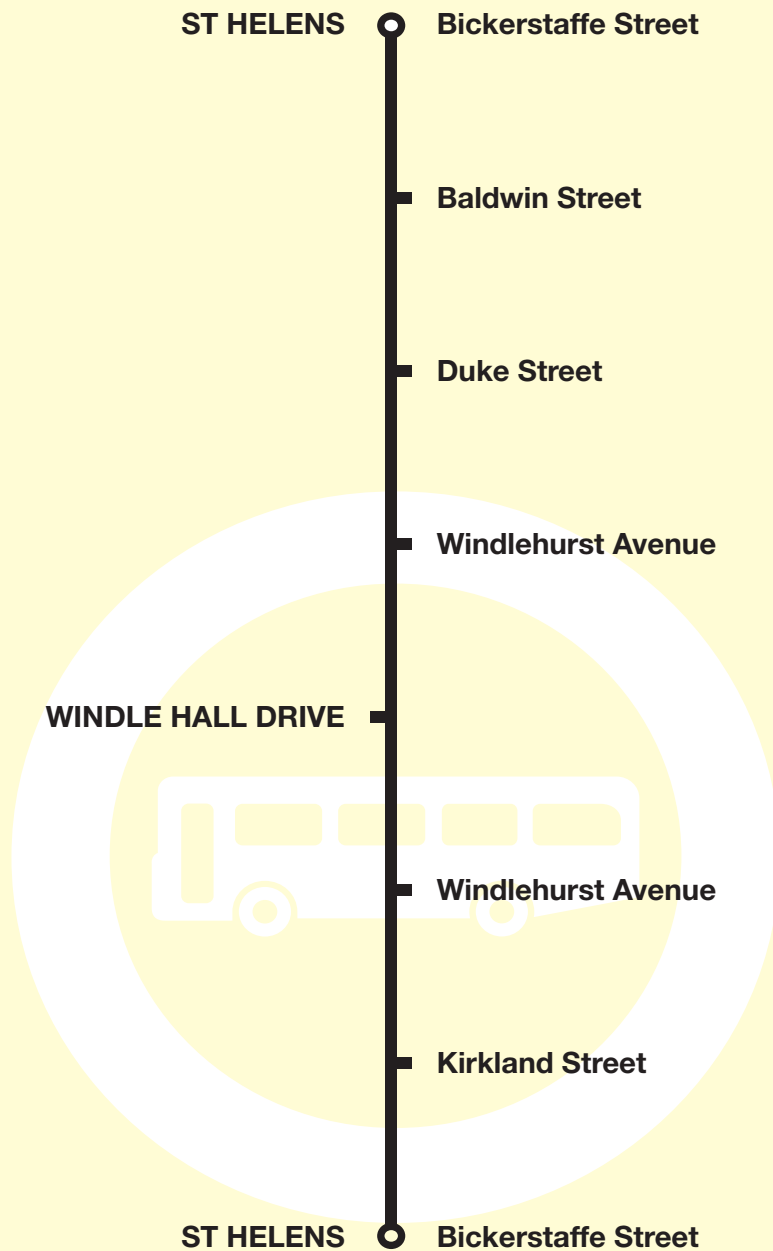 ST HELENS Bickerstaffe Street
Baldwin Street
Duke Street
Windlehurst Avenue
WINDLE HALL DRIVE
Windlehurst Avenue
Kirkland Street
ST HELENS Bickerstaffe Street